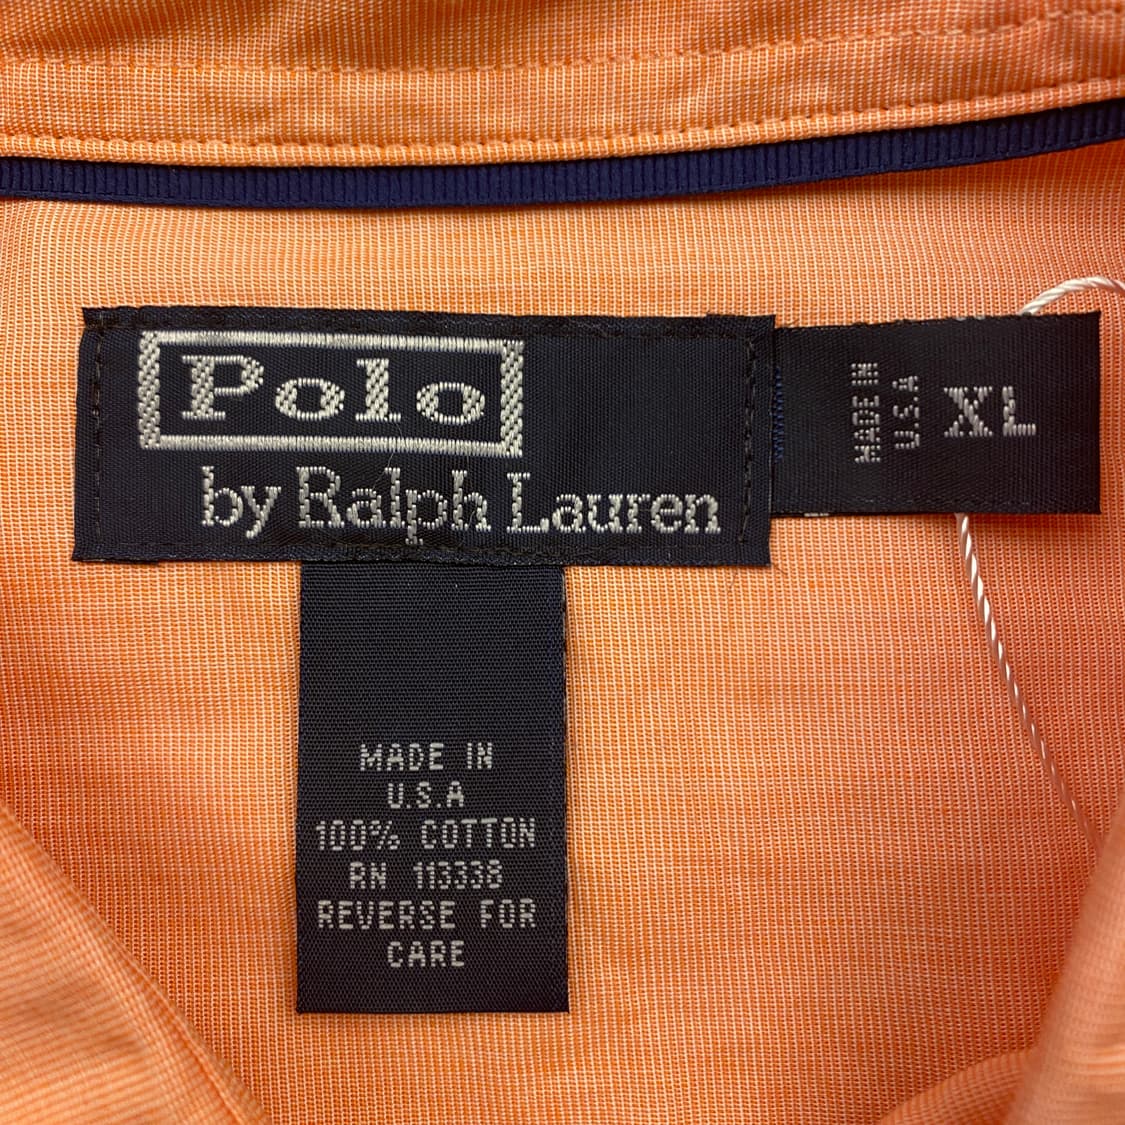 Polo
by Ralph Lauren
MADE IN
U.S.A
XL
MADE IN
U.S.A
100% COTTON
RN 113338
REVERSE FOR
CARE